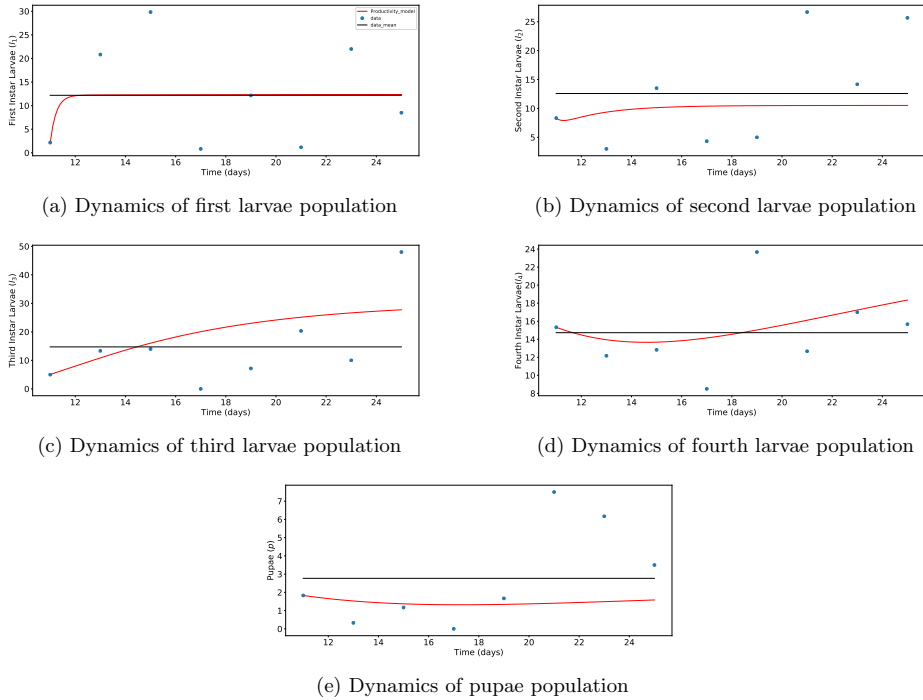 30
25
20
15
10
5
0
First Instar Larvae (l₁)
12 14 16 18 20 22 24
Time (days)
Productivity_model
data
data_mean
(a) Dynamics of first larvae population
25
20
15
10
5
Second Instar Larvae (l₂)
12 14 16 18 20 22 24
Time (days)
(b) Dynamics of second larvae population
50
40
30
20
10
0
Third Instar Larvae (l₃)
12 14 16 18 20 22 24
Time (days)
(c) Dynamics of third larvae population
24
22
20
18
16
14
12
10
8
Fourth Instar Larvae(l₄)
12 14 16 18 20 22 24
Time (days)
(d) Dynamics of fourth larvae population
7
6
5
4
3
2
1
0
Pupae (p)
12 14 16 18 20 22 24
Time (days)
(e) Dynamics of pupae population